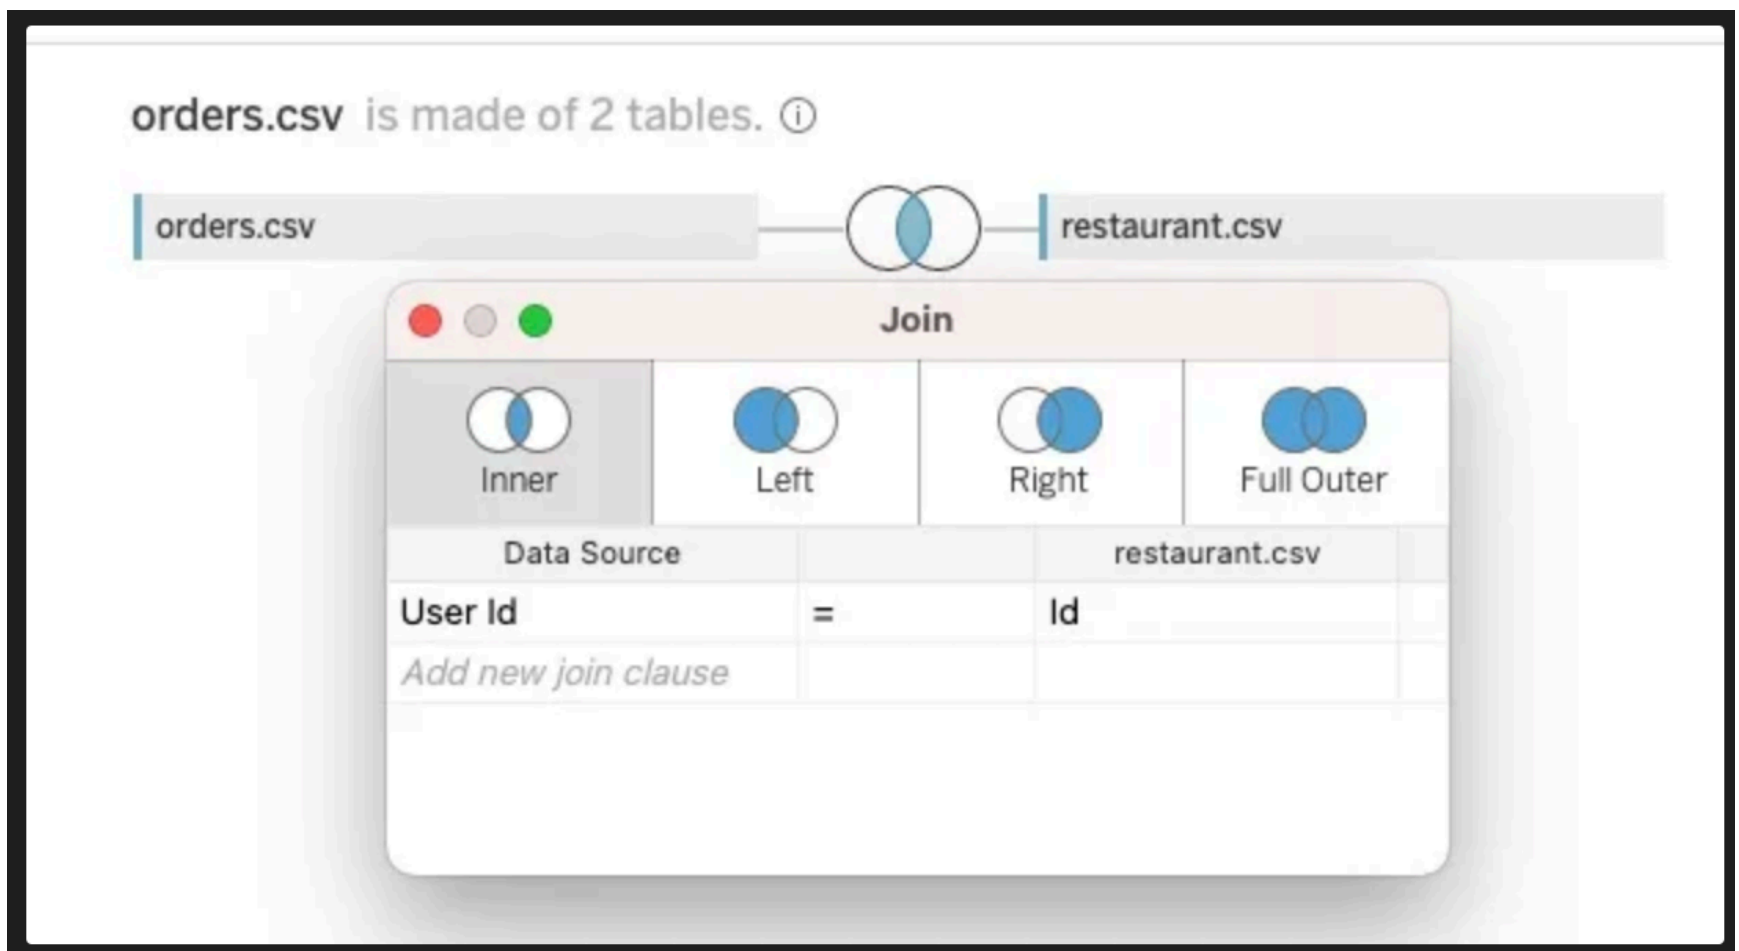 orders.csv is made of 2 tables.
orders.csv restaurant.csv
Join
Inner Left Right Full Outer
Data Source restaurant.csv
User Id = Id
Add new join clause